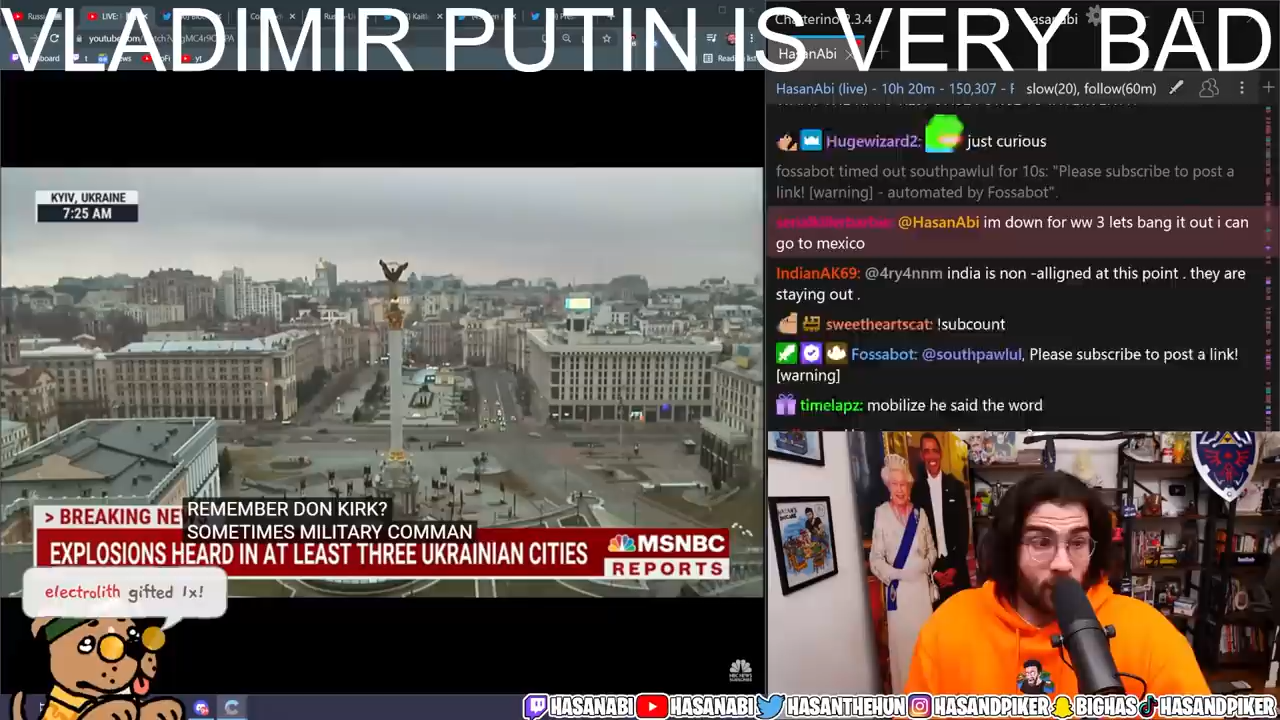 VLADIMIR PUTIN IS VERY BAD
HasanAbi
HasanAbi (live) - 10h 20m - 150,307 - F
slow(20), follow(60m)
Hugewizard2: just curious
fossabot timed out southpawlul for 10s: "Please subscribe to post a
link! [warning] - automated by Fossabot".
@HasanAbi im down for ww 3 lets bang it out i can
go to mexico
IndianAK69: @4ry4nnm india is non -alligned at this point . they are
staying out .
sweetheartscat: !subcount
Fossabot: @southpawlul, Please subscribe to post a link!
[warning]
timelapz: mobilize he said the word
KYIV, UKRAINE
7:25 AM
REMEMBER DON KIRK?
SOMETIMES MILITARY COMMAN
> BREAKING NE
EXPLOSIONS HEARD IN AT LEAST THREE UKRAINIAN CITIES
MSNBC
REPORTS
electrolith gifted 1x!
HASANABI HASANABI HASANTHEHUN HASANDPIKER BIGHAS HASANDPIKER